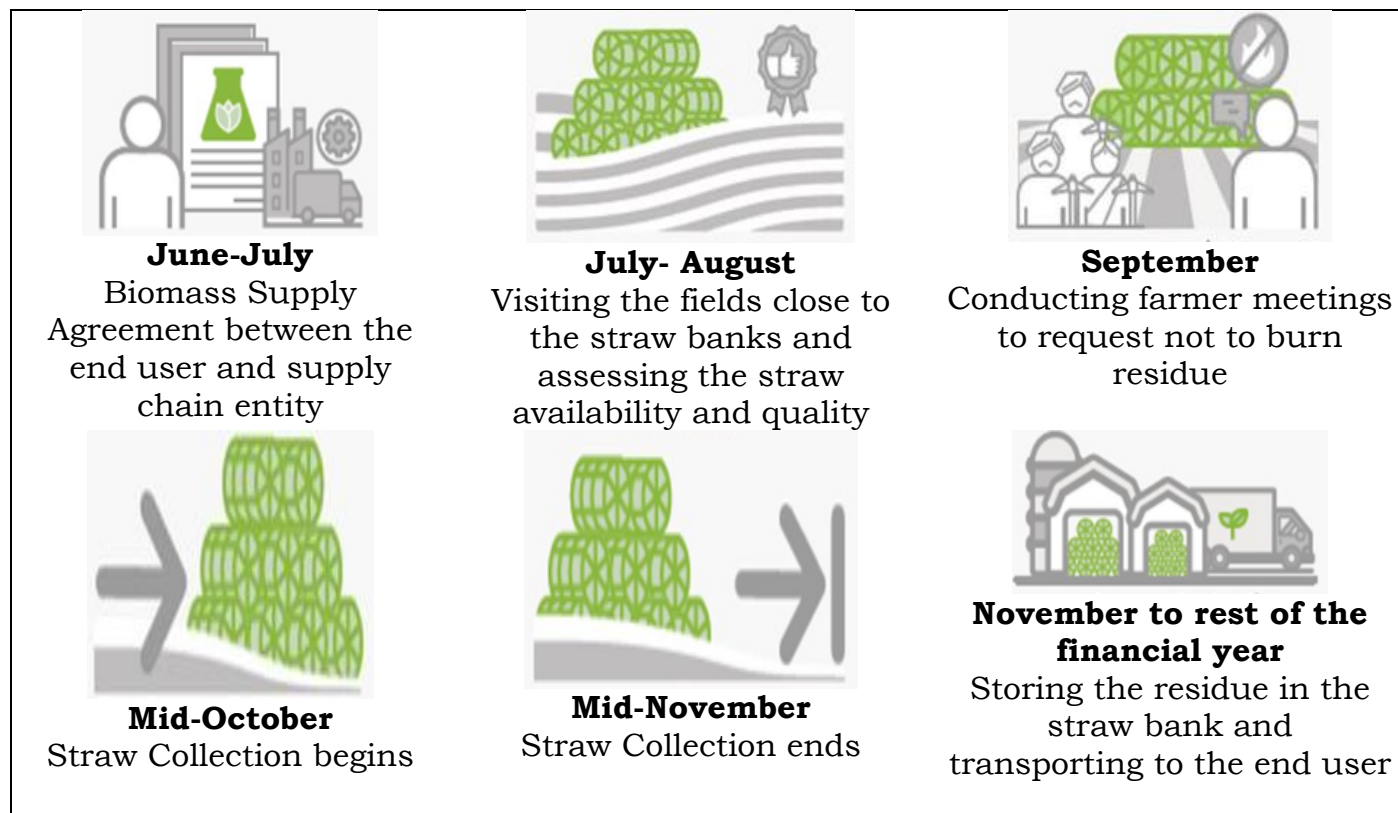 June-July
Biomass Supply
Agreement between the
end user and supply
chain entity
July- August
Visiting the fields close to
the straw banks and
assessing the straw
availability and quality
September
Conducting farmer meetings
to request not to burn
residue
Mid-October
Straw Collection begins
Mid-November
Straw Collection ends
November to rest of the
financial year
Storing the residue in the
straw bank and
transporting to the end user